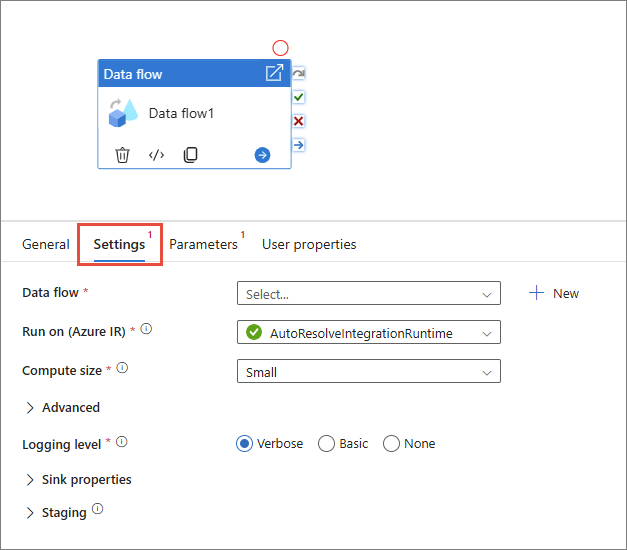 Data flow
Data flow1
General Settings 1 Parameters 1 User properties
Data flow * Select... New
Run on (Azure IR) * AutoResolveIntegrationRuntime
Compute size * Small
Advanced
Logging level * Verbose Basic None
Sink properties
Staging